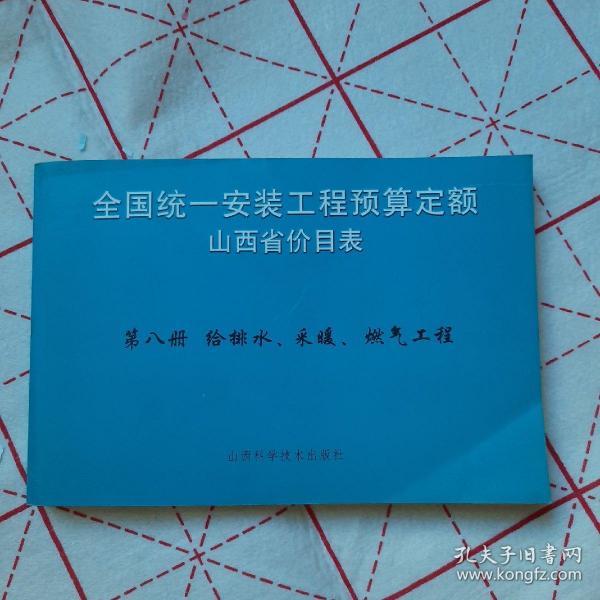 全国统一安装工程预算定额
山西省价目表
第八册 给排水、采暖、燃气工程
山西科学技术出版社
孔夫子旧书网
www.kongfz.com